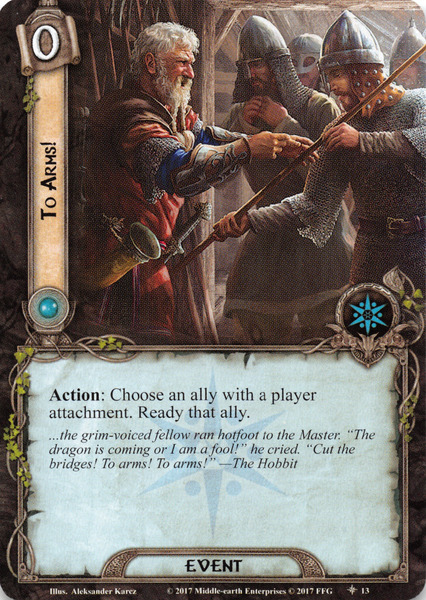 0
To Arms!
Action: Choose an ally with a player
attachment. Ready that ally.
...the grim-voiced fellow ran hotfoot to the Master. “The
dragon is coming or I am a fool!” he cried. “Cut the
bridges! To arms! To arms!” —The Hobbit
EVENT
Illus. Aleksander Karcz © 2017 Middle-earth Enterprises © 2017 FFG 13